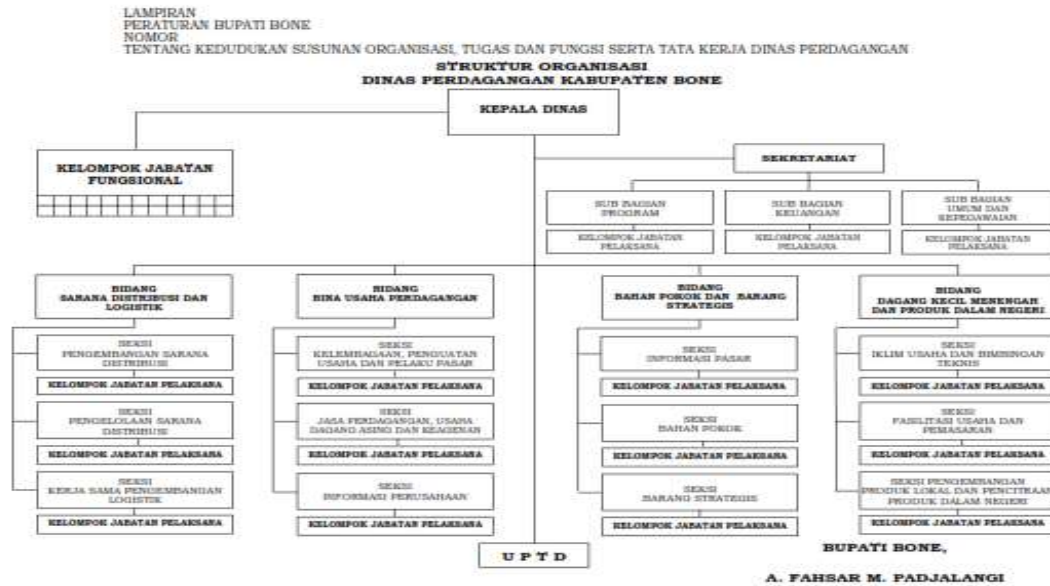 LAMPIRAN
PERATURAN BUPATI BONE
NOMOR
TENTANG KEDUDUKAN SUSUNAN ORGANISASI, TUGAS DAN FUNGSI SERTA TATA KERJA DINAS PERDAGANGAN
STRUKTUR ORGANISASI
DINAS PERDAGANGAN KABUPATEN BONE
KEPALA DINAS
KELOMPOK JABATAN
FUNGSIONAL
SEKRETARIAT
SUB BAGIAN
PROGRAM
KELOMPOK JABATAN
PELAKSANA
SUB BAGIAN
KEUANGAN
KELOMPOK JABATAN
PELAKSANA
SUB BAGIAN
UMUM DAN
KEPEGAWAIAN
KELOMPOK JABATAN
PELAKSANA
BIDANG
SARANA DISTRIBUSI DAN
LOGISTIK
SEKSI
PENGEMBANGAN SARANA
DISTRIBUSI
KELOMPOK JABATAN PELAKSANA
SEKSI
PENGELOLAAN SARANA
DISTRIBUSI
KELOMPOK JABATAN PELAKSANA
SEKSI
KERJA SAMA PENGEMBANGAN
LOGISTIK
KELOMPOK JABATAN PELAKSANA
BIDANG
BINA USAHA PERDAGANGAN
SEKSI
KELEMBAGAAN, PENGUATAN
USAHA DAN PELAKU PASAR
KELOMPOK JABATAN PELAKSANA
SEKSI
JASA PERDAGANGAN, USAHA
DAGANG ASING DAN KEAGENAN
KELOMPOK JABATAN PELAKSANA
SEKSI
INFORMASI PERUSAHAAN
KELOMPOK JABATAN PELAKSANA
BIDANG
BAHAN POKOK DAN BARANG
STRATEGIS
SEKSI
INFORMASI PASAR
KELOMPOK JABATAN PELAKSANA
SEKSI
BAHAN POKOK
KELOMPOK JABATAN PELAKSANA
SEKSI
BARANG STRATEGIS
KELOMPOK JABATAN PELAKSANA
BIDANG
DAGANG KECIL MENENGAH
DAN PRODUK DALAM NEGERI
SEKSI
IKLIM USAHA DAN BIMBINGAN
TEKNIS
KELOMPOK JABATAN PELAKSANA
SEKSI
FASILITASI USAHA DAN
PEMASARAN
KELOMPOK JABATAN PELAKSANA
SEKSI PENGEMBANGAN
PRODUK LOKAL DAN PENCITRAAN
PRODUK DALAM NEGERI
KELOMPOK JABATAN PELAKSANA
U P T D
BUPATI BONE,
A. FAHSAR M. PADJALANGI